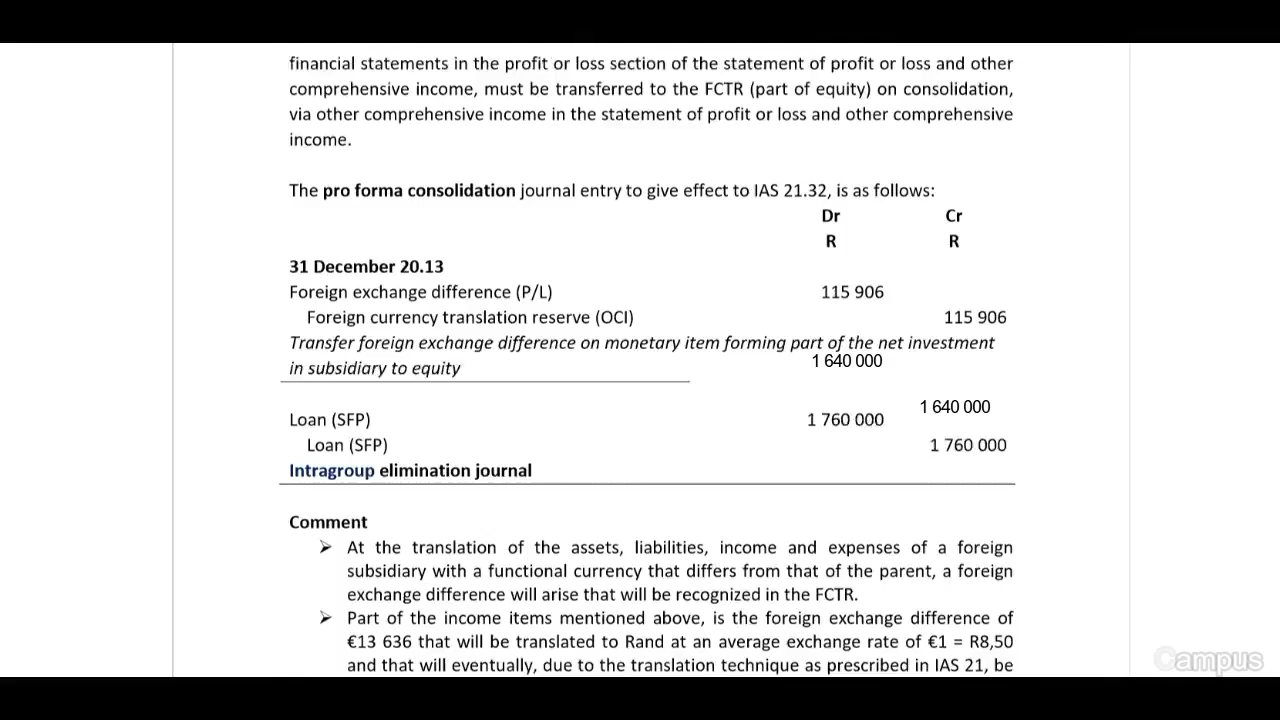 financial statements in the profit or loss section of the statement of profit or loss and other
comprehensive income, must be transferred to the FCTR (part of equity) on consolidation,
via other comprehensive income in the statement of profit or loss and other comprehensive
income.
The pro forma consolidation journal entry to give effect to IAS 21.32, is as follows:
Dr Cr
R R
31 December 20.13
Foreign exchange difference (P/L) 115 906
Foreign currency translation reserve (OCI) 115 906
Transfer foreign exchange difference on monetary item forming part of the net investment
1 640 000
in subsidiary to equity
1 640 000
Loan (SFP) 1 760 000
Loan (SFP) 1 760 000
Intragroup elimination journal
Comment
➢ At the translation of the assets, liabilities, income and expenses of a foreign
subsidiary with a functional currency that differs from that of the parent, a foreign
exchange difference will arise that will be recognized in the FCTR.
➢ Part of the income items mentioned above, is the foreign exchange difference of
€13 636 that will be translated to Rand at an average exchange rate of €1 = R8,50
and that will eventually, due to the translation technique as prescribed in IAS 21, be
Campus